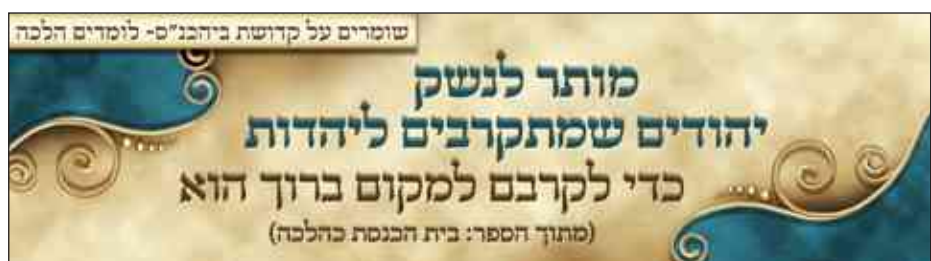 שומרים על קדושת ביהכנ"ס- לומדים הלכה
מותר לנשק
יהודים שמתקרבים ליהדות
כדי לקרבם למקום ברוך הוא
(מתוך הספר: בית הכנסת כהלכה)